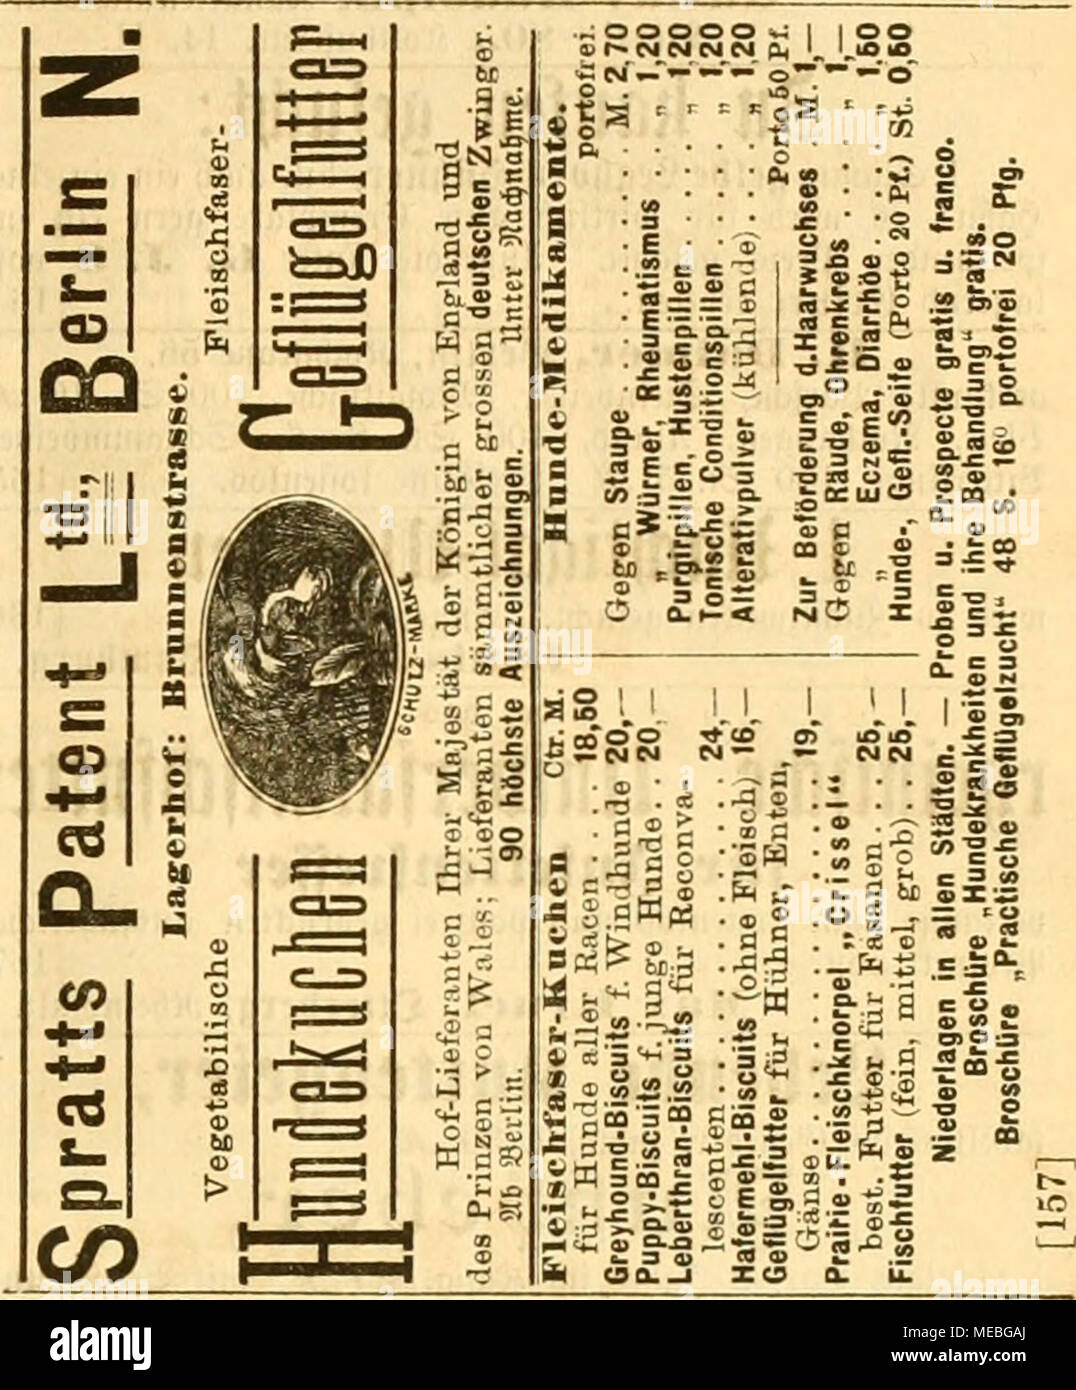 Spratts Patent Ltd., Berlin N.
Lagerhof: Brunnenstrasse.
Vegetabilische Fleischfaser-
Hundekuchen Geflügelfutter
SCHUTZ-MARKE
Hof-Lieferanten Ihrer Majestät der Königin von England und
des Prinzen von Wales; Lieferanten sämmtlicher grossen deutschen Zwinger.
Ab Berlin. 90 höchste Auszeichnungen. Unter Nachnahme.
Fleischfaser-Kuchen Ctr. M.
für Hunde aller Racen . . . 18,50
Greyhound-Biscuits f. Windhunde 20,—
Puppy-Biscuits f. junge Hunde . . 20,—
Leberthran-Biscuits für Reconva-
lescenten . . . . . . . . . . 24,—
Hafermehl-Biscuits (ohne Fleisch) 16,—
Geflügelfutter für Hühner, Enten,
Gänse . . . . . . . . . . . . 19,—
Prairie-Fleischknorpel „Crissel“
best. Futter für Fasanen . . . 25,—
Fischfutter (fein, mittel, grob) . . 25,—
Hunde-Medikamente.
portofrei.
Gegen Staupe . . . . . . . . . M. 2,70
„ Würmer, Rheumatismus . . „ 1,20
Purgirpillen, Hustenpillen . . . „ 1,20
Tonische Conditionspillen . . . „ 1,20
Alterativpulver (kühlende) . . . „ 1,20
Porto 50 Pf.
Zur Beförderung d. Haarwuchses . M. 1,—
Gegen Räude, Ohrenkrebs . . . . „ 1,—
„ Eczema, Diarrhöe . . . . „ 1,50
Hunde-, Gefl.-Seife (Porto 20 Pf.) St. 0,50
Niederlagen in allen Städten. — Proben u. Prospecte gratis u. franco.
Broschüre „Hundekrankheiten und ihre Behandlung“ gratis.
Broschüre „Practische Geflügelzucht“ 48 S. 16º portofrei 20 Pfg.
[157]
alamy
Image ID: MEBGAJ
www.alamy.com